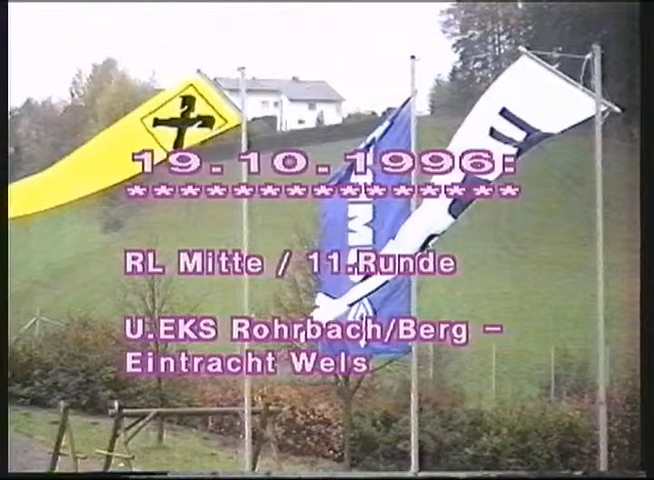 19.10.1996:
***************
RL Mitte / 11.Runde
U.EKS Rohrbach/Berg –
Eintracht Wels